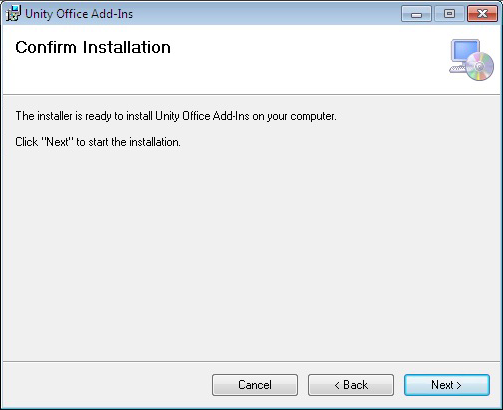 Unity Office Add-Ins
Confirm Installation
The installer is ready to install Unity Office Add-Ins on your computer.
Click "Next" to start the installation.
Cancel
< Back
Next >